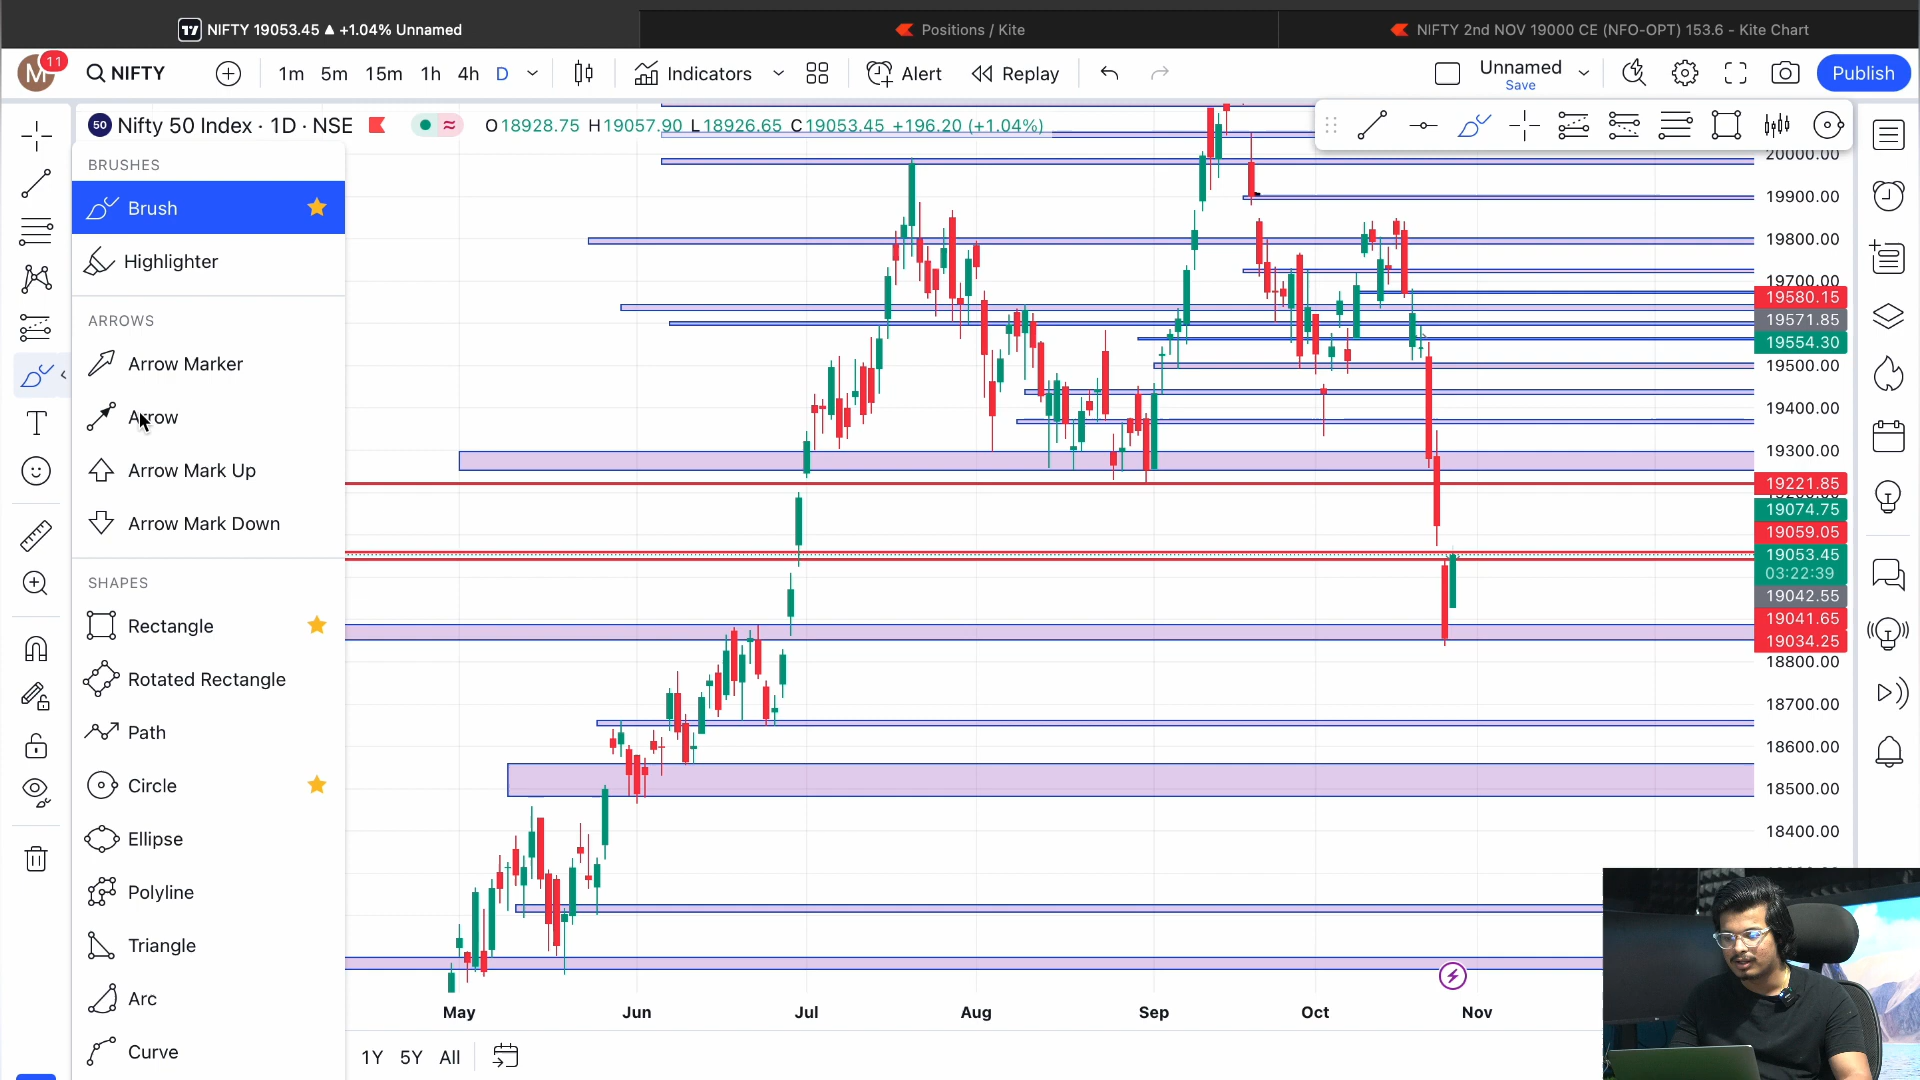 NIFTY 19053.45 ▲ +1.04% Unnamed
Positions / Kite
NIFTY 2nd NOV 19000 CE (NFO-OPT) 153.6 - Kite Chart
M
11
NIFTY
1m 5m 15m 1h 4h D
Indicators
Alert
Replay
Unnamed
Save
Publish
50 Nifty 50 Index · 1D · NSE
O18928.75 H19057.90 L18926.65 C19053.45 +196.20 (+1.04%)
BRUSHES
Brush
Highlighter
ARROWS
Arrow Marker
Arrow
Arrow Mark Up
Arrow Mark Down
SHAPES
Rectangle
Rotated Rectangle
Path
Circle
Ellipse
Polyline
Triangle
Arc
Curve
20000.00
19900.00
19800.00
19700.00
19580.15
19571.85
19554.30
19500.00
19400.00
19300.00
19221.85
19074.75
19059.05
19053.45
03:22:39
19042.55
19041.65
19034.25
18800.00
18700.00
18600.00
18500.00
18400.00
May Jun Jul Aug Sep Oct Nov
1Y 5Y All